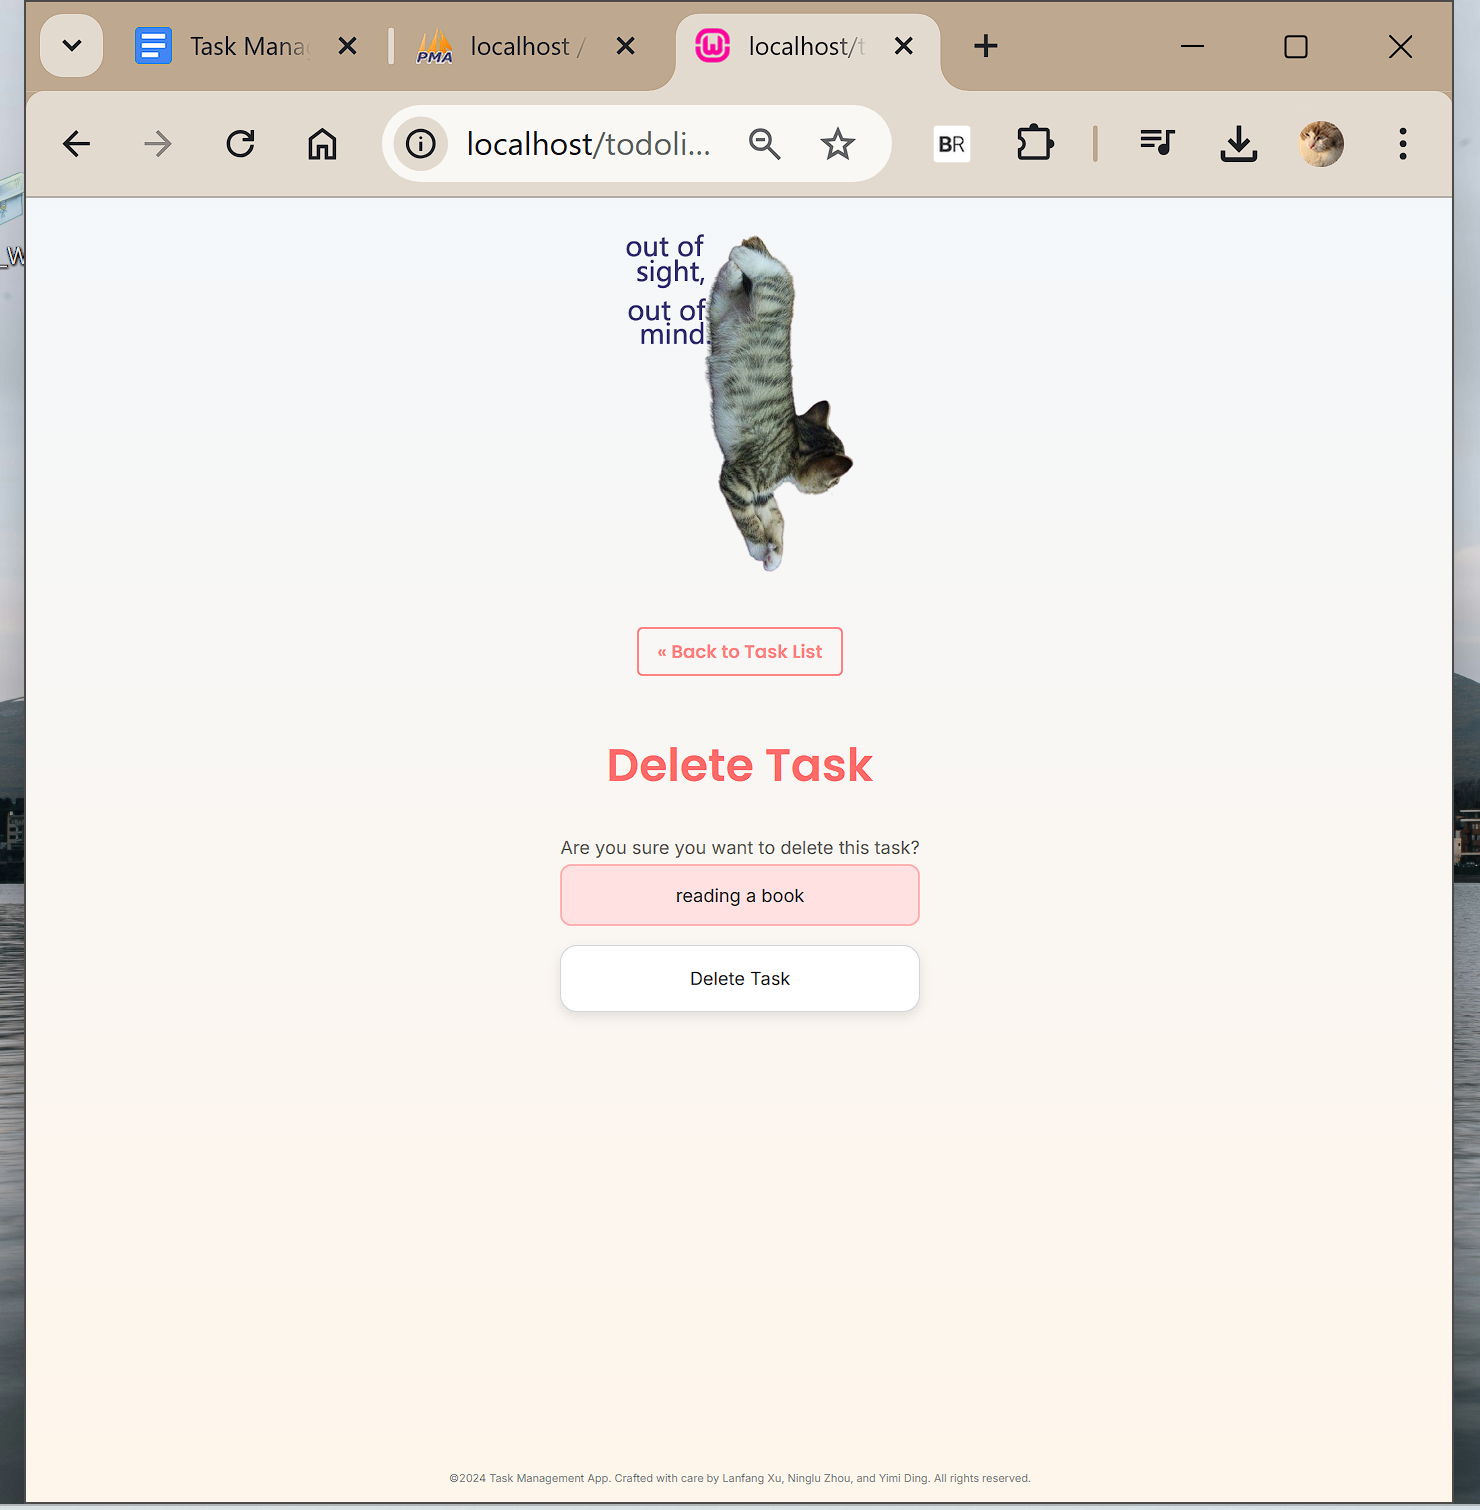 Task Mana
localhost /
localhost/t
localhost/todoli...
BR
PMA
_W
out of
sight,
out of
mind.
« Back to Task List
Delete Task
Are you sure you want to delete this task?
reading a book
Delete Task
©2024 Task Management App. Crafted with care by Lanfang Xu, Ninglu Zhou, and Yimi Ding. All rights reserved.